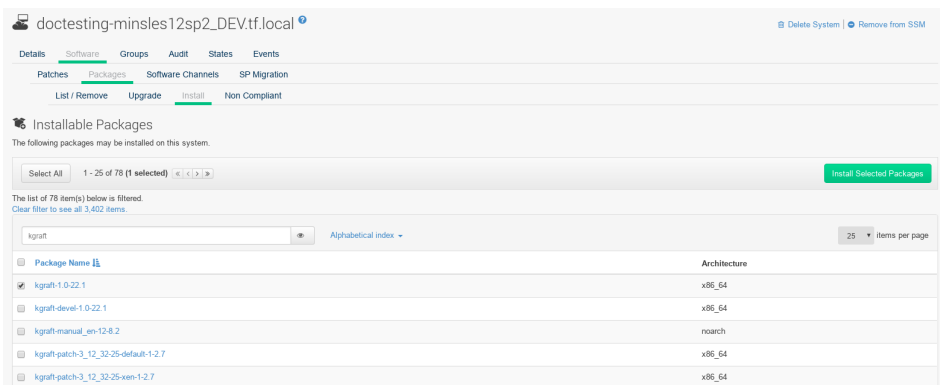 doctesting-minsles12sp2_DEV.tf.local ?
Delete System | Remove from SSM
Details Software Groups Audit States Events
Patches Packages Software Channels SP Migration
List / Remove Upgrade Install Non Compliant
Installable Packages
The following packages may be installed on this system.
Select All 1 - 25 of 78 (1 selected) Install Selected Packages
The list of 78 item(s) below is filtered.
Clear filter to see all 3,402 items.
kgraft Alphabetical index 25 items per page
Package Name Architecture
kgraft-1.0-22.1 x86_64
kgraft-devel-1.0-22.1 x86_64
kgraft-manual_en-12-8.2 noarch
kgraft-patch-3_12_32-25-default-1-2.7 x86_64
kgraft-patch-3_12_32-25-xen-1-2.7 x86_64